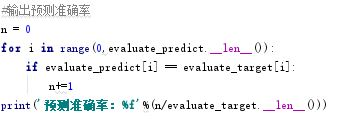 #输出预测准确率
n = 0
for i in range(0,evaluate_predict.__len__()):
    if evaluate_predict[i] == evaluate_target[i]:
        n+=1
print('预测准确率：%f'%(n/evaluate_target.__len__()))